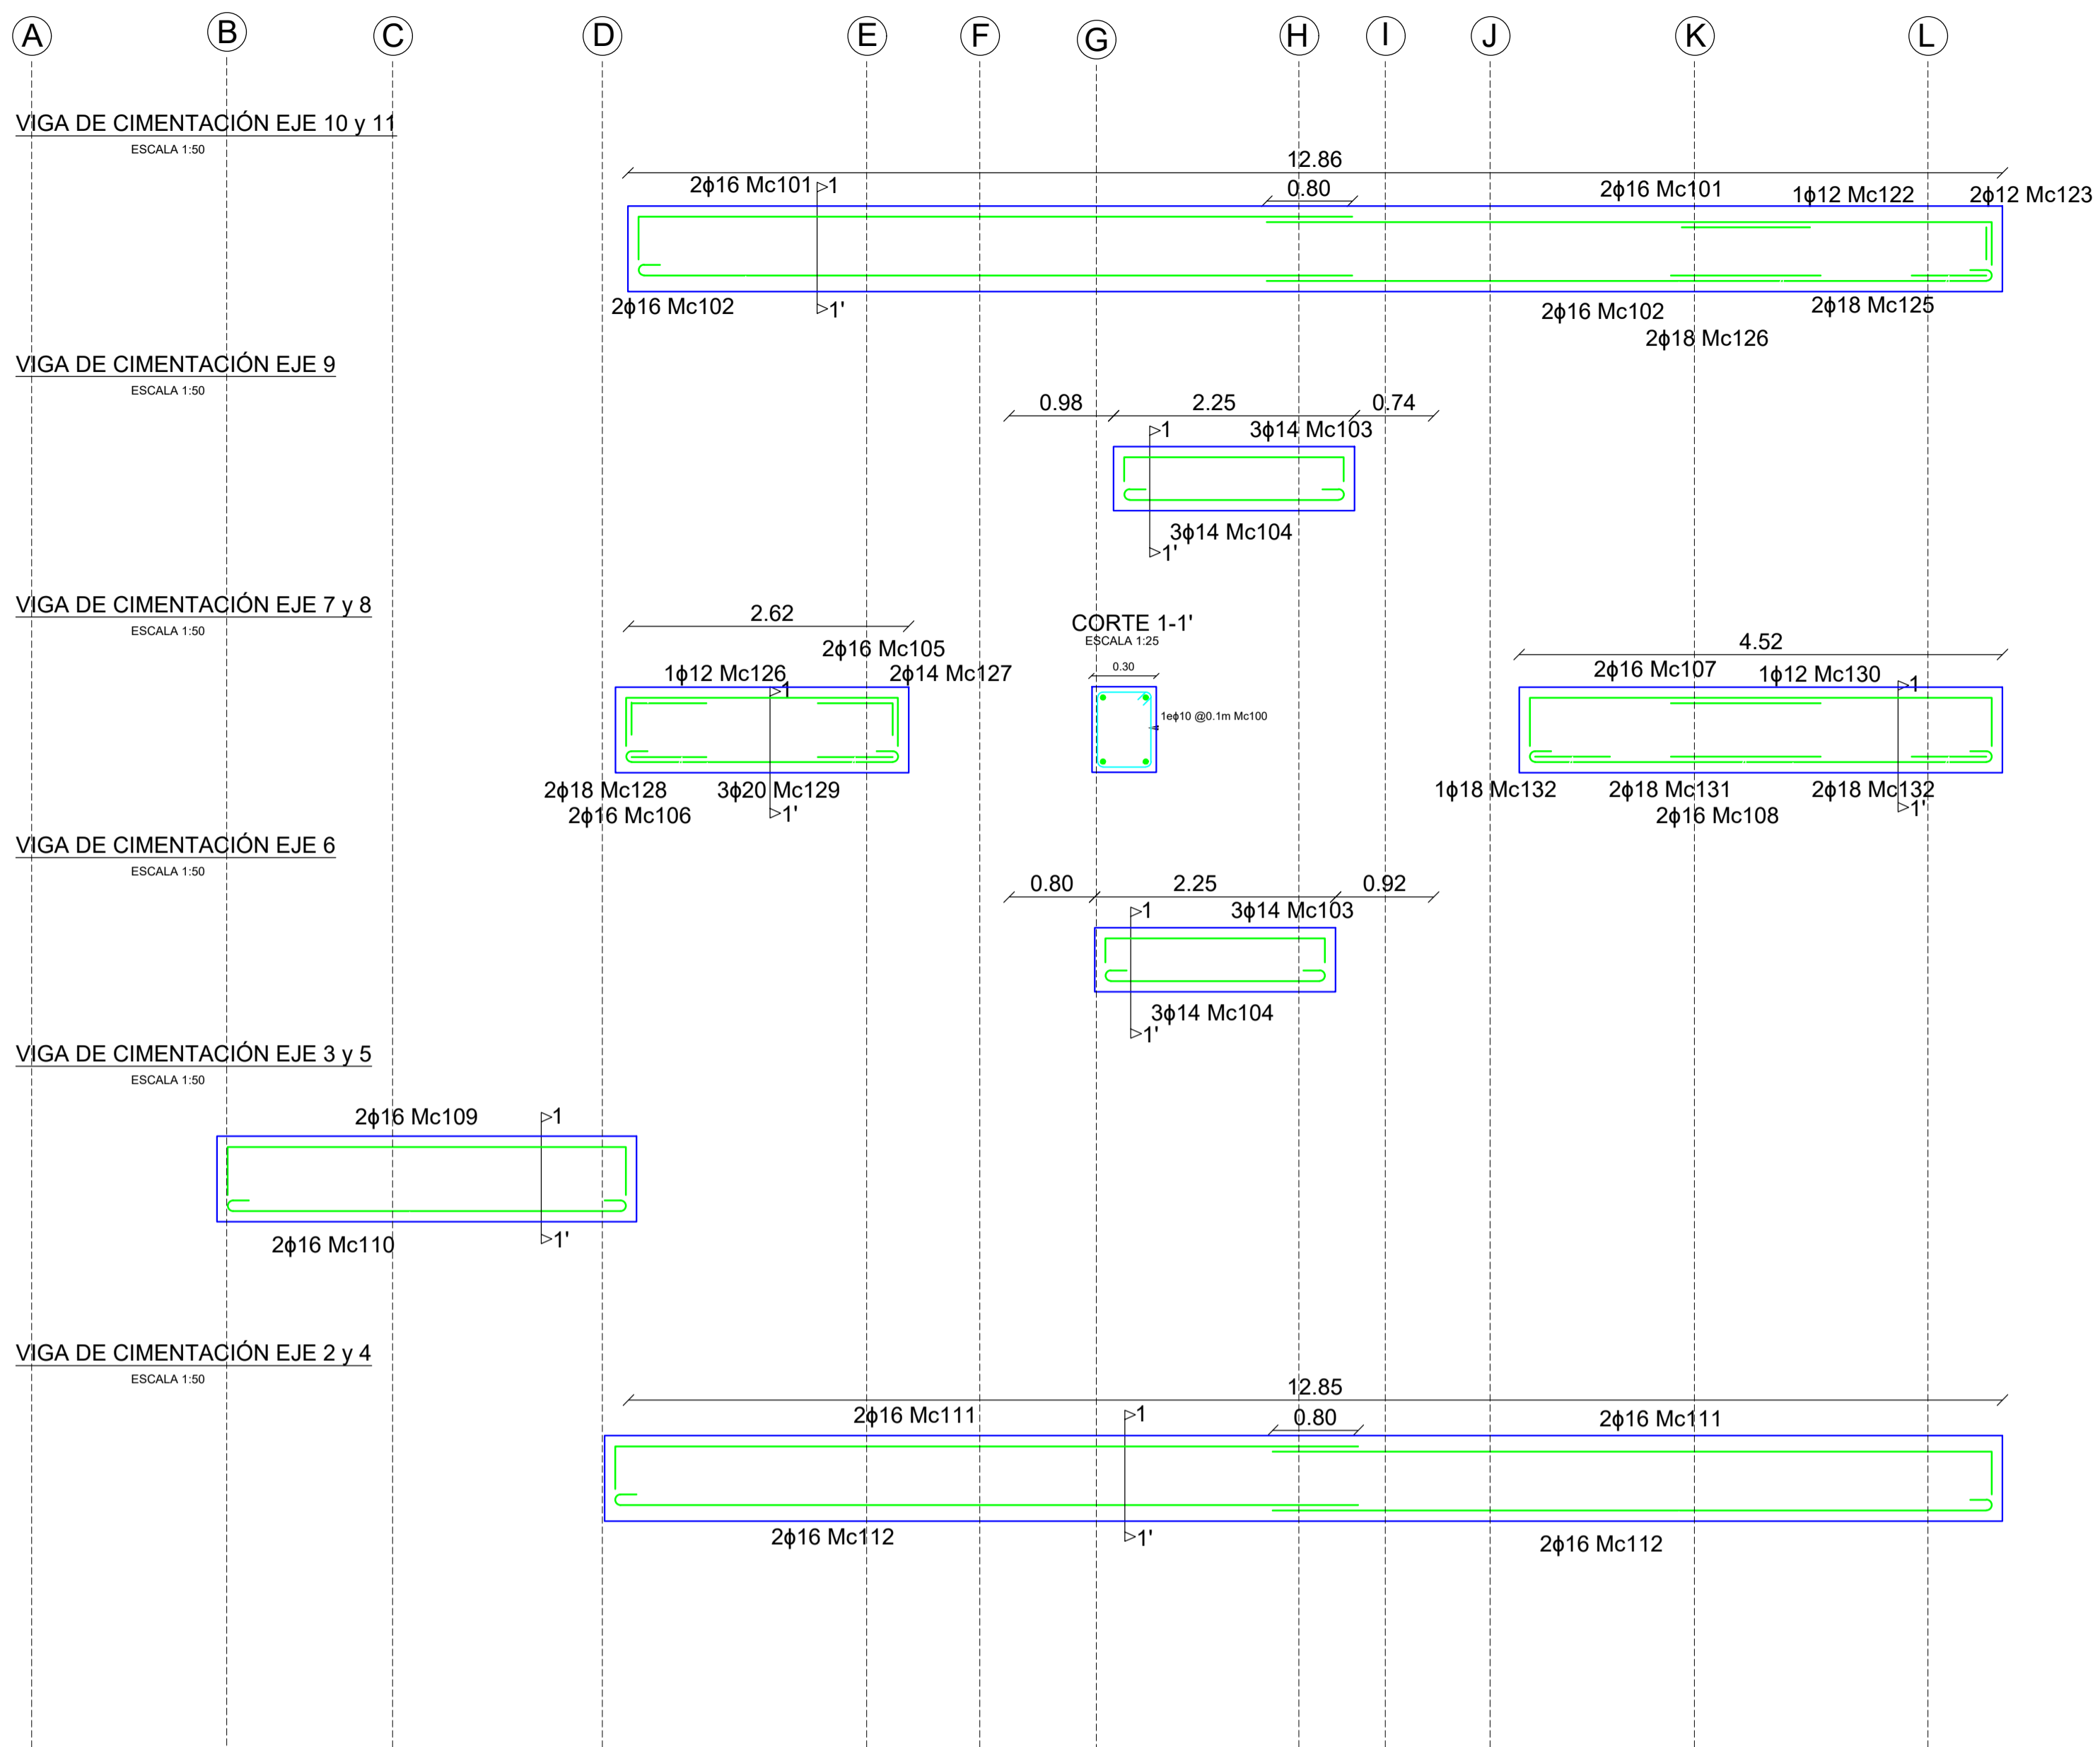 A
B
C
D
E
F
G
H
I
J
K
L
VIGA DE CIMENTACIÓN EJE 10 y 11
ESCALA 1:50
12.86
2ϕ16 Mc101
1
0.80
2ϕ16 Mc101
1ϕ12 Mc122
2ϕ12 Mc123
2ϕ16 Mc102
1'
2ϕ16 Mc102
2ϕ18 Mc125
2ϕ18 Mc126
VIGA DE CIMENTACIÓN EJE 9
ESCALA 1:50
0.98
2.25
0.74
1
3ϕ14 Mc103
3ϕ14 Mc104
1'
VIGA DE CIMENTACIÓN EJE 7 y 8
ESCALA 1:50
2.62
2ϕ16 Mc105
1ϕ12 Mc126
1
2ϕ14 Mc127
2ϕ18 Mc128
3ϕ20 Mc129
2ϕ16 Mc106
1'
CORTE 1-1'
ESCALA 1:25
0.30
1eϕ10 @0.1m Mc100
4.52
2ϕ16 Mc107
1ϕ12 Mc130
1
1ϕ18 Mc132
2ϕ18 Mc131
2ϕ18 Mc132
2ϕ16 Mc108
1'
VIGA DE CIMENTACIÓN EJE 6
ESCALA 1:50
0.80
2.25
0.92
1
3ϕ14 Mc103
3ϕ14 Mc104
1'
VIGA DE CIMENTACIÓN EJE 3 y 5
ESCALA 1:50
2ϕ16 Mc109
1
2ϕ16 Mc110
1'
VIGA DE CIMENTACIÓN EJE 2 y 4
ESCALA 1:50
12.85
2ϕ16 Mc111
1
0.80
2ϕ16 Mc111
2ϕ16 Mc112
1'
2ϕ16 Mc112